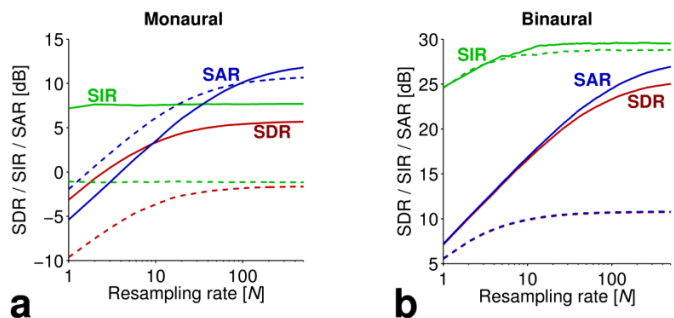 Monaural
SDR / SIR / SAR [dB]
15
10
5
0
−5
−10
SIR
SAR
SDR
1
10
100
Resampling rate [N]
a
Binaural
SDR / SIR / SAR [dB]
30
25
20
15
10
5
SIR
SAR
SDR
1
10
100
Resampling rate [N]
b